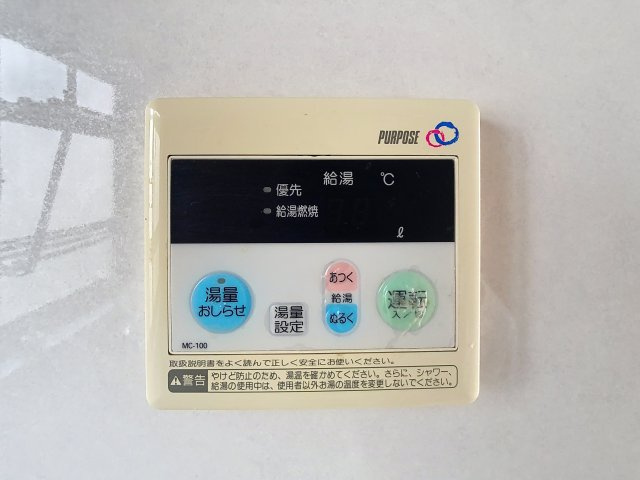 PURPOSE
給湯 ℃
優先
給湯燃焼
ℓ
湯量
おしらせ
湯量
設定
あつく
給湯
ぬるく
運転
入／切
MC-100
取扱説明書をよく読んで正しく安全にお使いください。
警告
やけど防止のため、湯温を確かめてください。さらに、シャワー、
給湯の使用中は、使用者以外お湯の温度を変更しないでください。